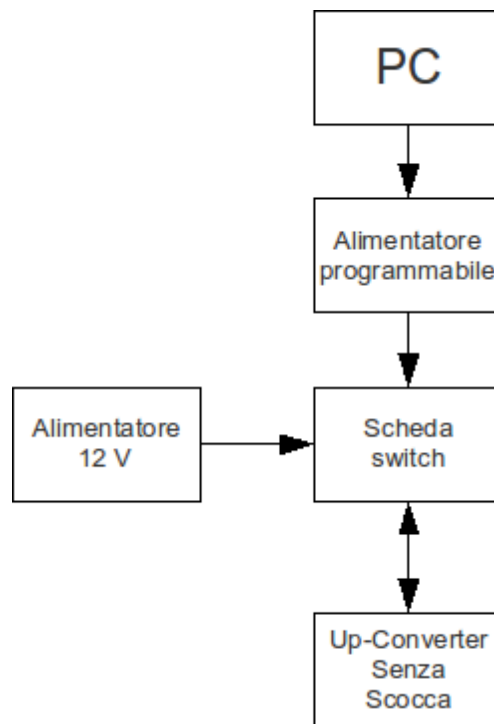 PC
Alimentatore
programmabile
Alimentatore
12 V
Scheda
switch
Up-Converter
Senza
Scocca